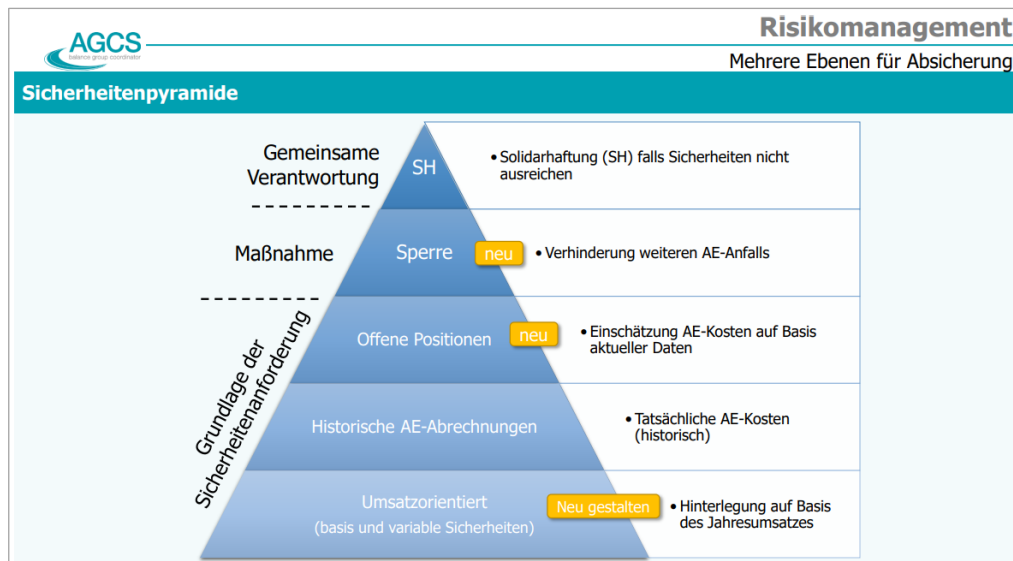 AGCS
balance group coordinator
Risikomanagement
Mehrere Ebenen für Absicherung
Sicherheitenpyramide
Gemeinsame
Verantwortung
SH
• Solidarhaftung (SH) falls Sicherheiten nicht
ausreichen
Maßnahme
Sperre
neu
• Verhinderung weiteren AE-Anfalls
Grundlage der
Sicherheitenanforderung
Offene Positionen
neu
• Einschätzung AE-Kosten auf Basis
aktueller Daten
Historische AE-Abrechnungen
• Tatsächliche AE-Kosten
(historisch)
Umsatzorientiert
(basis und variable Sicherheiten)
Neu gestalten
• Hinterlegung auf Basis
des Jahresumsatzes